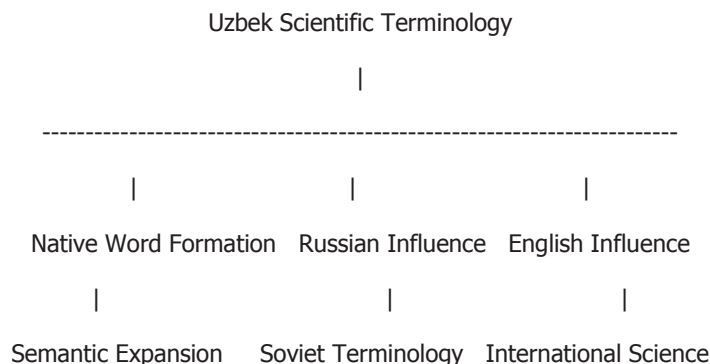 Uzbek Scientific Terminology
|
------------------------------------------------------------------------
| | |
Native Word Formation Russian Influence English Influence
| | |
Semantic Expansion Soviet Terminology International Science